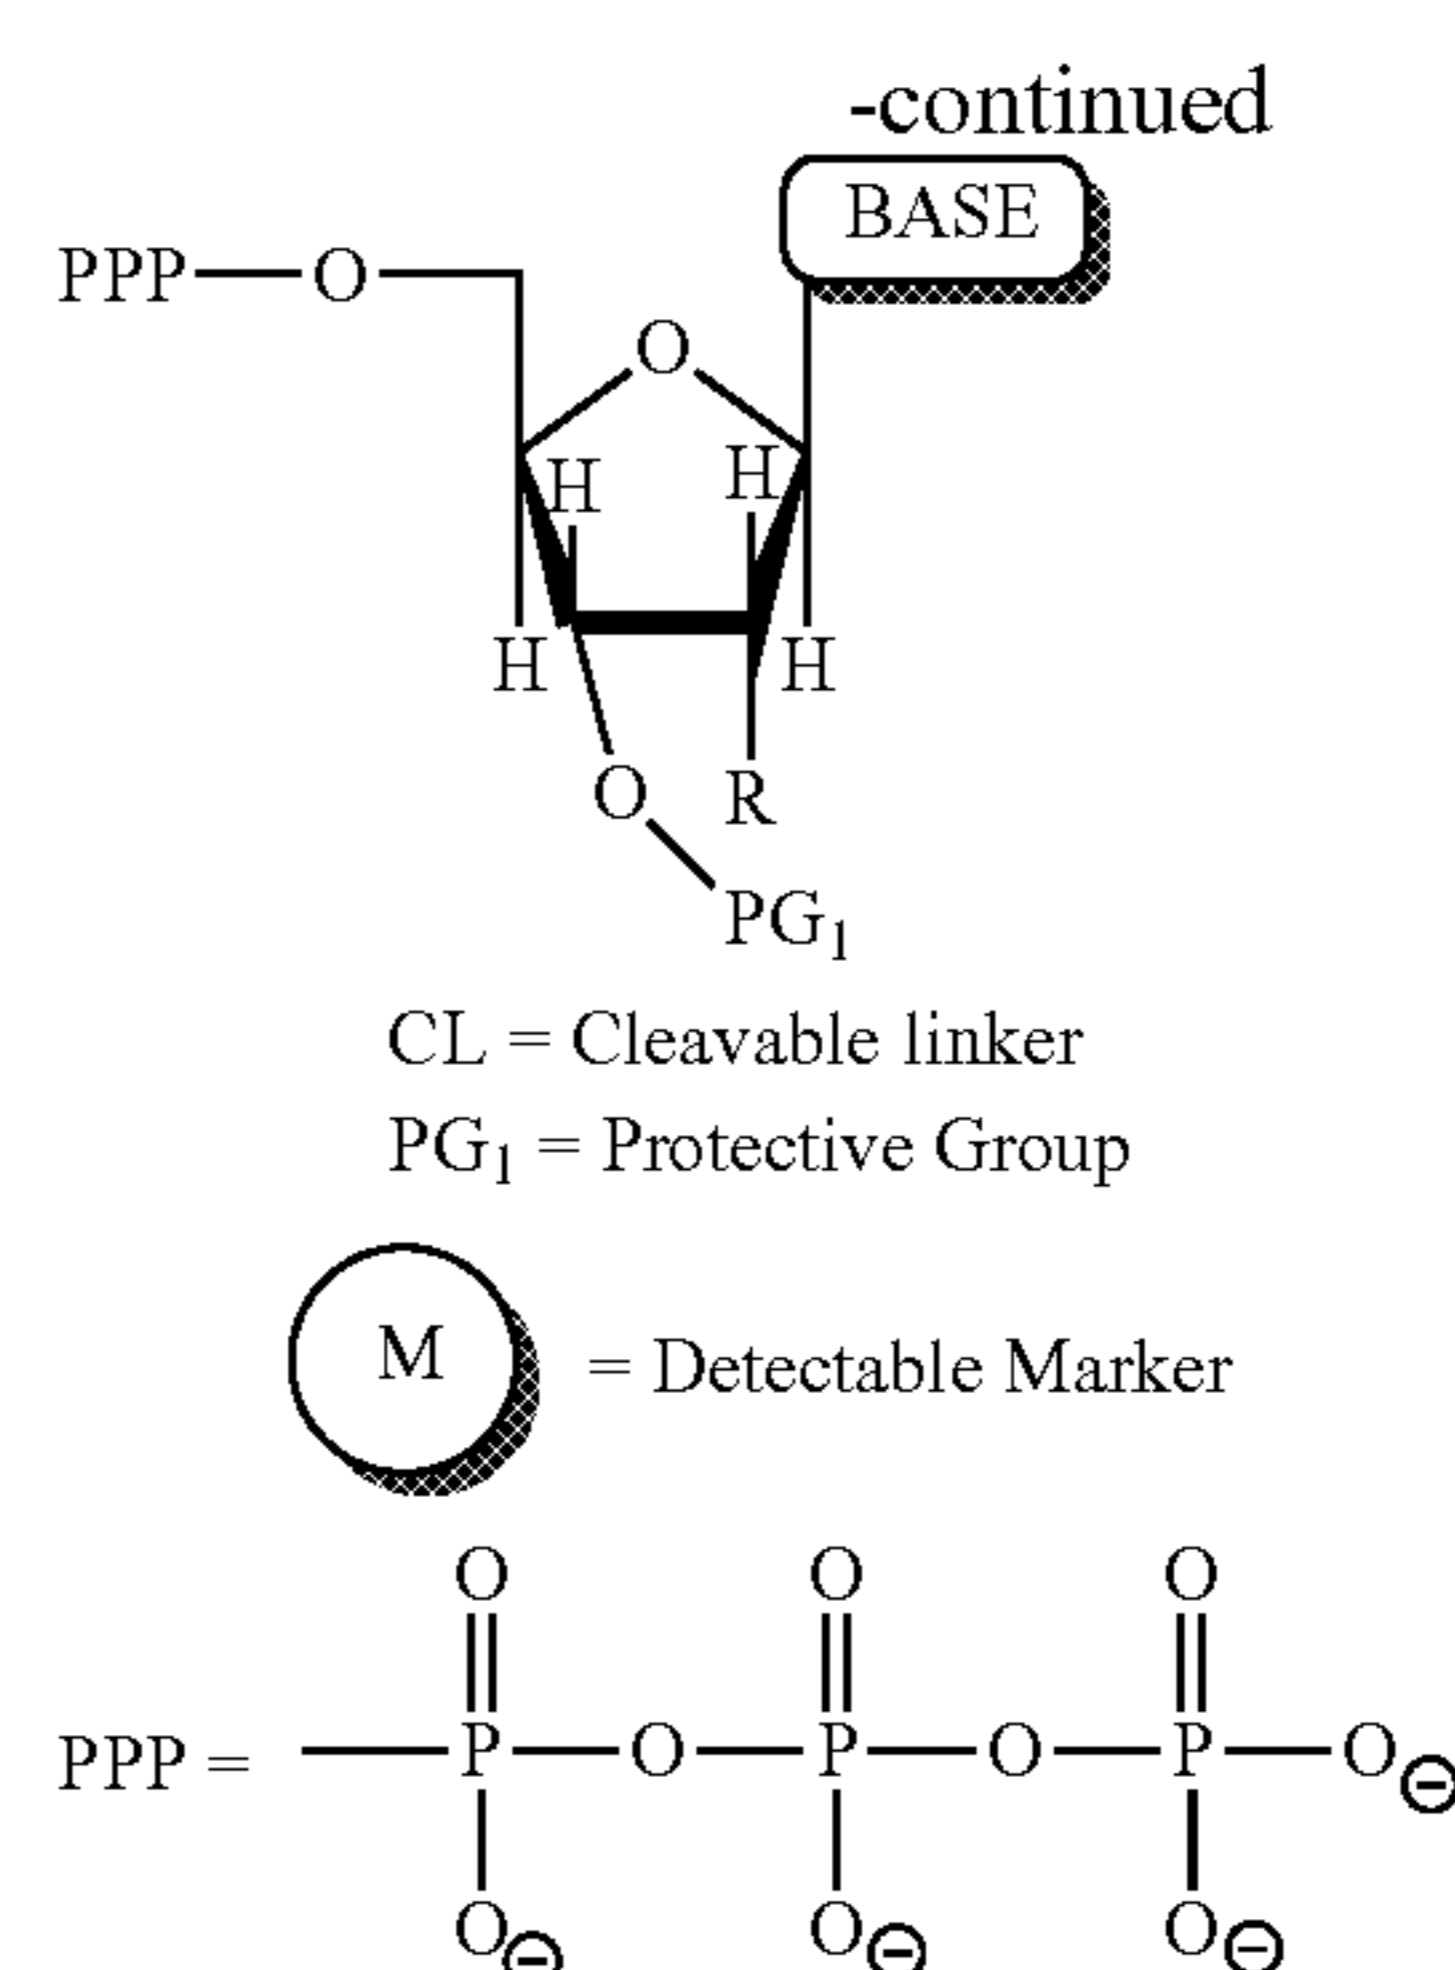 -continued
BASE
PPP O
O
H H
H H
O R
PG₁
CL = Cleavable linker
PG₁ = Protective Group
M = Detectable Marker
O O O
PPP = P O P O P O⊖
O⊖ O⊖ O⊖